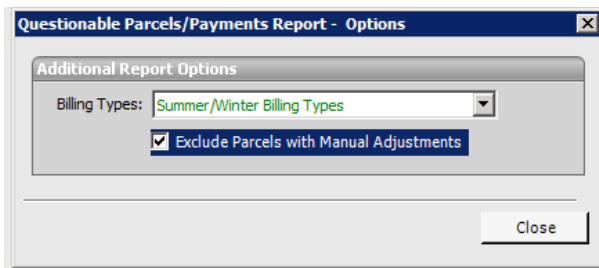 Questionable Parcels/Payments Report - Options
Additional Report Options
Billing Types: Summer/Winter Billing Types
Exclude Parcels with Manual Adjustments
Close